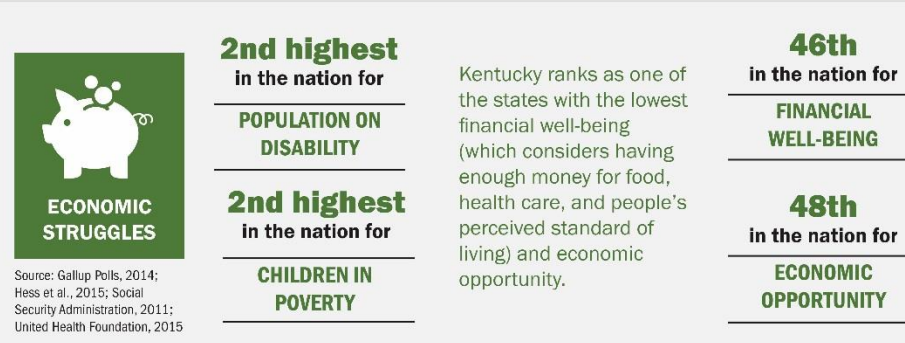 ECONOMIC
STRUGGLES
Source: Gallup Polls, 2014;
Hess et al., 2015; Social
Security Administration, 2011;
United Health Foundation, 2015
2nd highest
in the nation for
POPULATION ON
DISABILITY
2nd highest
in the nation for
CHILDREN IN
POVERTY
Kentucky ranks as one of
the states with the lowest
financial well-being
(which considers having
enough money for food,
health care, and people's
perceived standard of
living) and economic
opportunity.
46th
in the nation for
FINANCIAL
WELL-BEING
48th
in the nation for
ECONOMIC
OPPORTUNITY